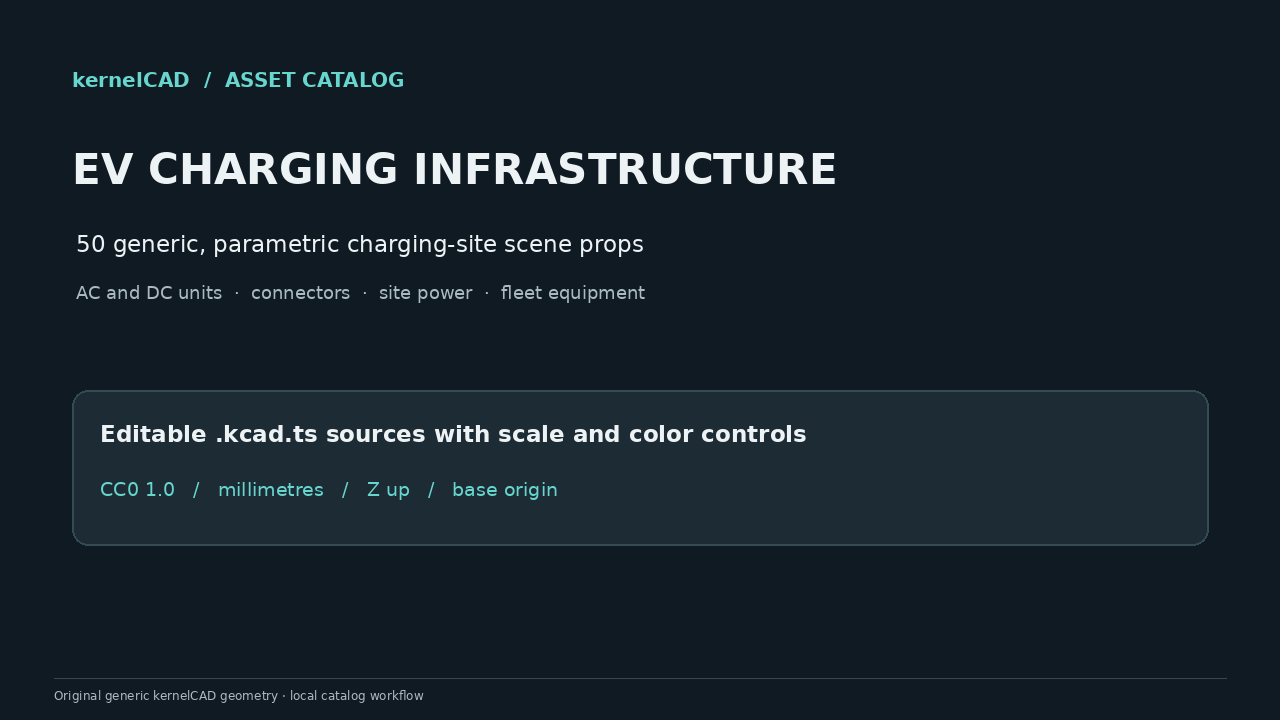 kernelCAD / ASSET CATALOG
EV CHARGING INFRASTRUCTURE
50 generic, parametric charging-site scene props
AC and DC units · connectors · site power · fleet equipment
Editable .kcad.ts sources with scale and color controls
CC0 1.0 / millimetres / Z up / base origin
Original generic kernelCAD geometry · local catalog workflow